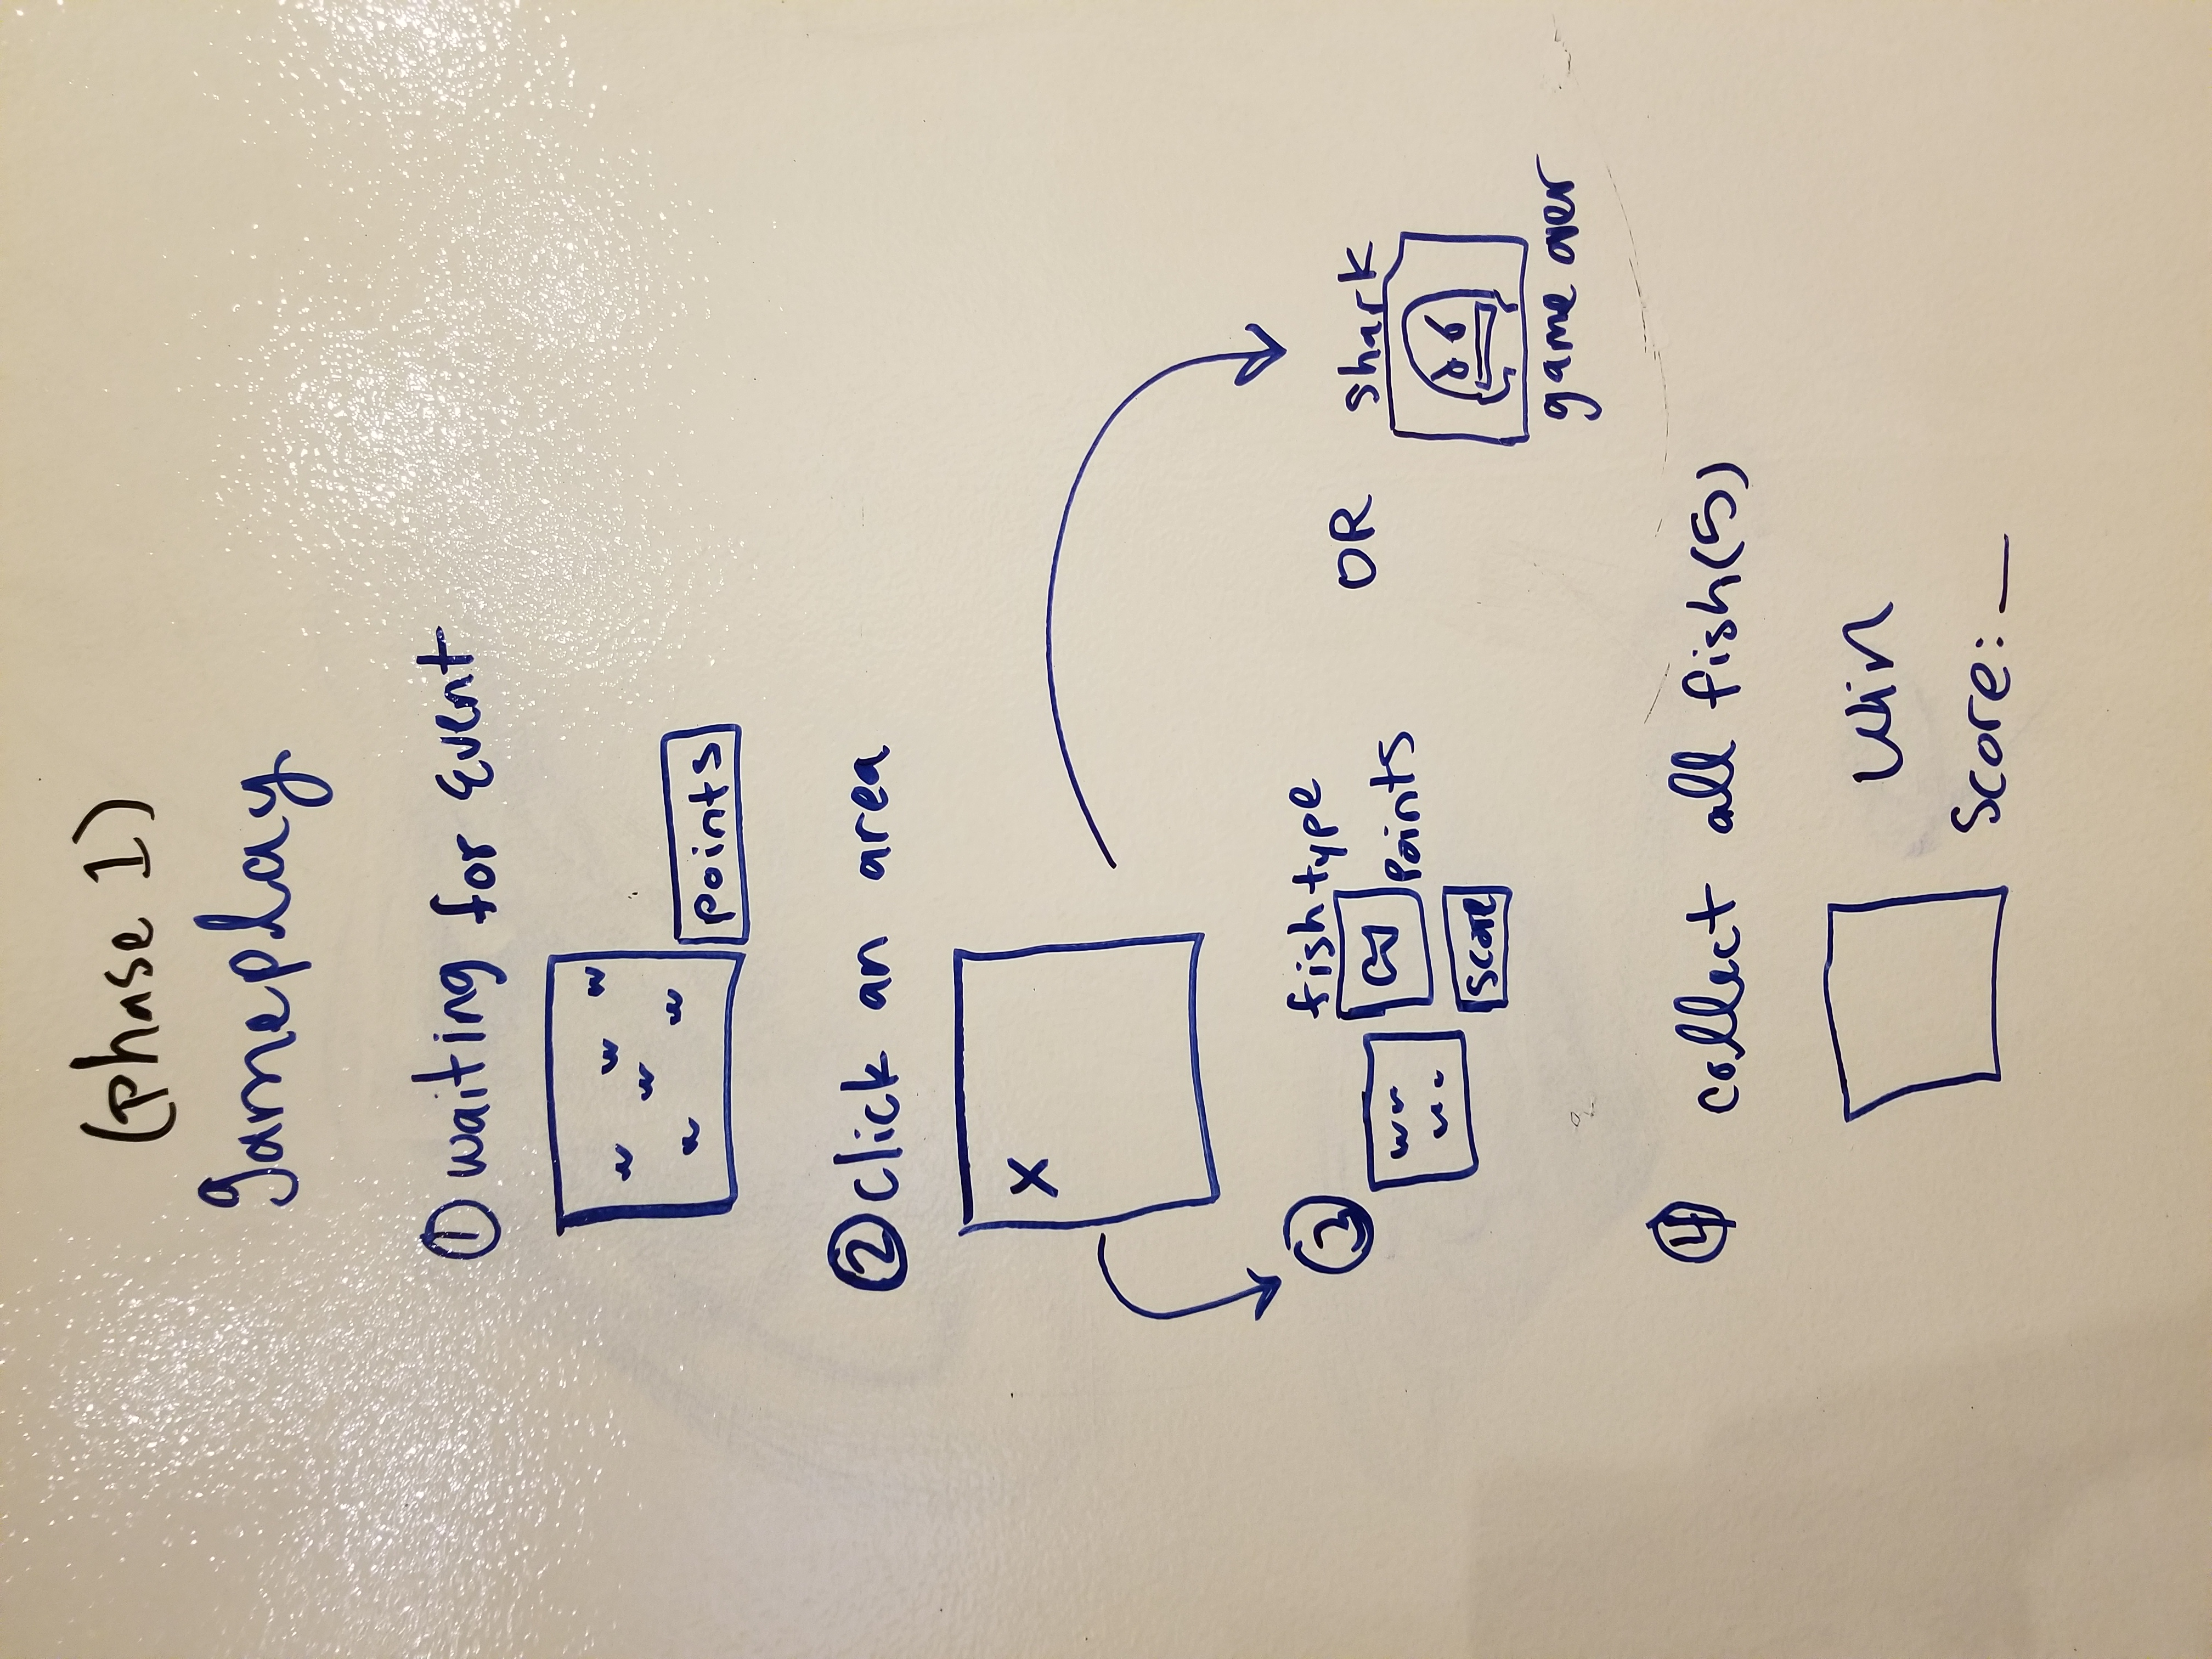 (phase 1)
gameplay
① waiting for Event
points
② click an area
X
③
fish type
points
score
OR
shark
game over
④ collect all fish(5)
win
Score: __